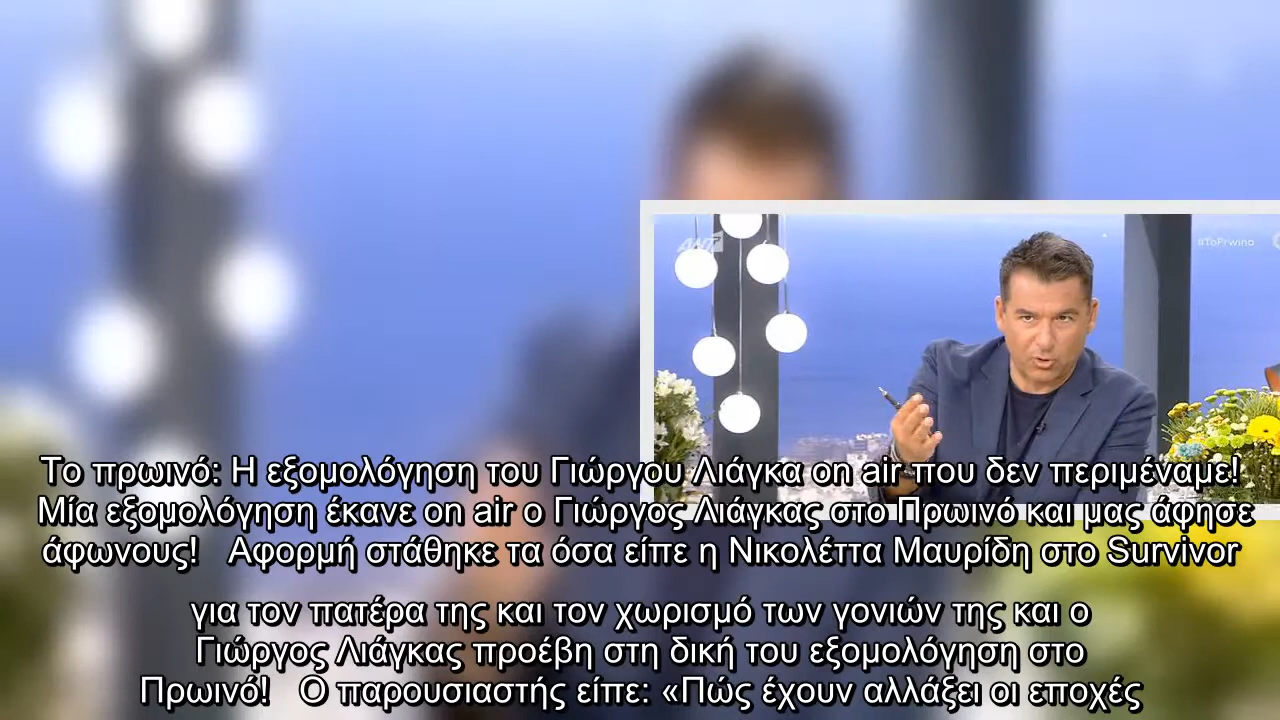 ANT1
#ToPrwino
Το πρωινό: Η εξομολόγηση του Γιώργου Λιάγκα on air που δεν περιμέναμε!
Μία εξομολόγηση έκανε on air ο Γιώργος Λιάγκας στο Πρωινό και μας άφησε
άφωνους!   Αφορμή στάθηκε τα όσα είπε η Νικολέττα Μαυρίδη στο Survivor
για τον πατέρα της και τον χωρισμό των γονιών της και ο
Γιώργος Λιάγκας προέβη στη δική του εξομολόγηση στο
Πρωινό!   Ο παρουσιαστής είπε: «Πώς έχουν αλλάξει οι εποχές